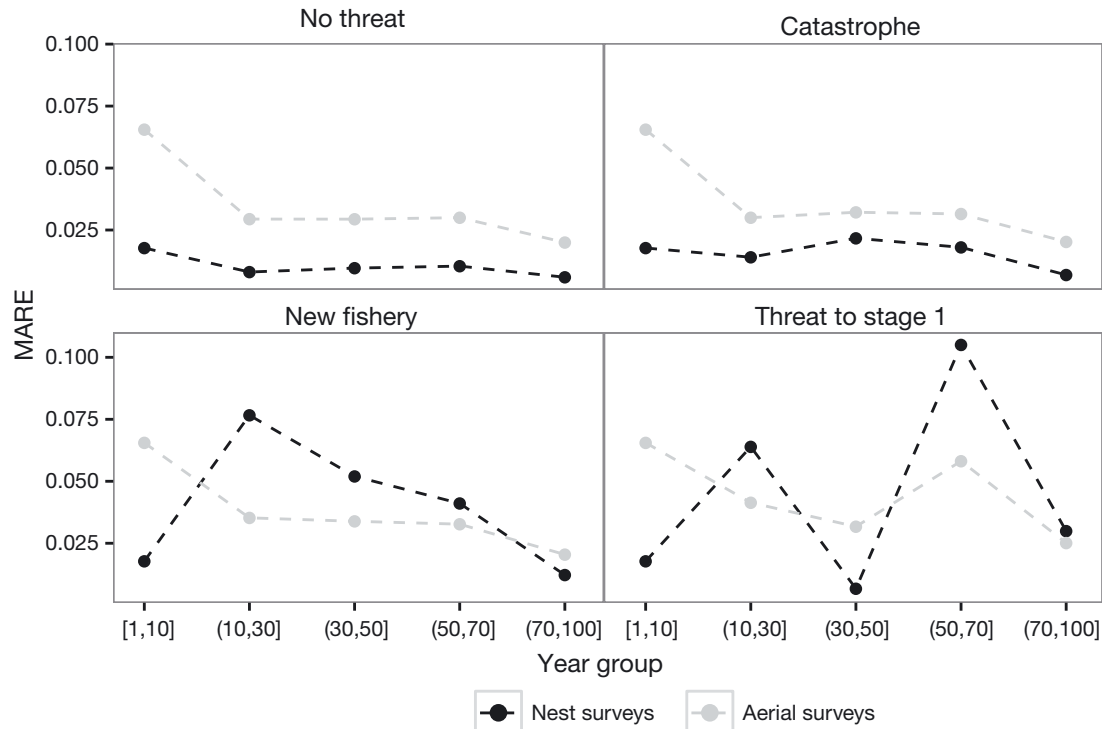 No threat
Catastrophe
0.100
0.075
0.050
0.025
New fishery
Threat to stage 1
0.100
0.075
0.050
0.025
MARE
[1,10] (10,30] (30,50] (50,70] (70,100] [1,10] (10,30] (30,50] (50,70] (70,100]
Year group
Nest surveys Aerial surveys